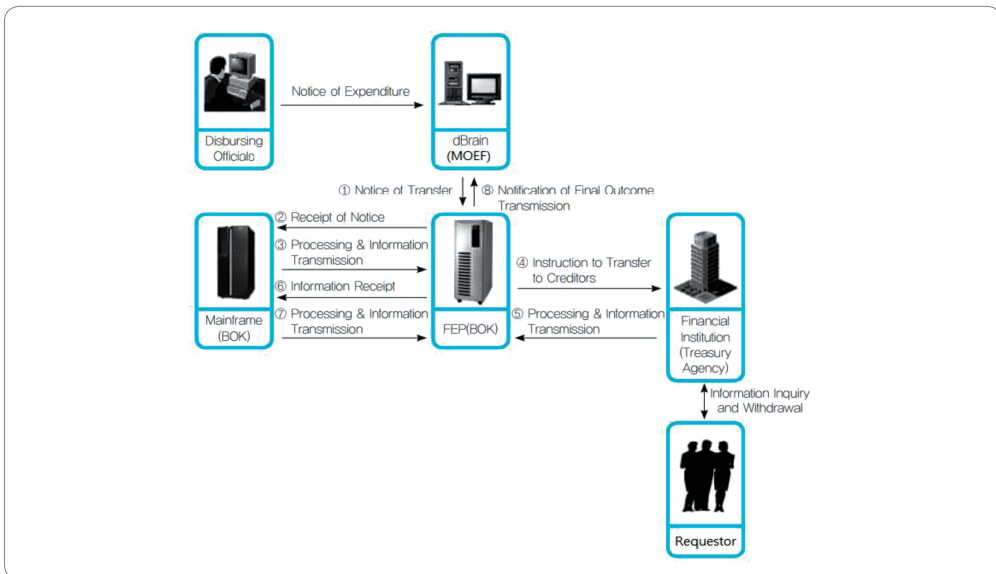 Notice of Expenditure
Disbursing
Officials
dBrain
(MOEF)
① Notice of Transfer
⑧ Notification of Final Outcome
Transmission
② Receipt of Notice
③ Processing & Information
Transmission
④ Instruction to Transfer
to Creditors
⑥ Information Receipt
⑦ Processing & Information
Transmission
⑤ Processing & Information
Transmission
Mainframe
(BOK)
FEP(BOK)
Financial
Institution
(Treasury
Agency)
Information Inquiry
and Withdrawal
Requestor